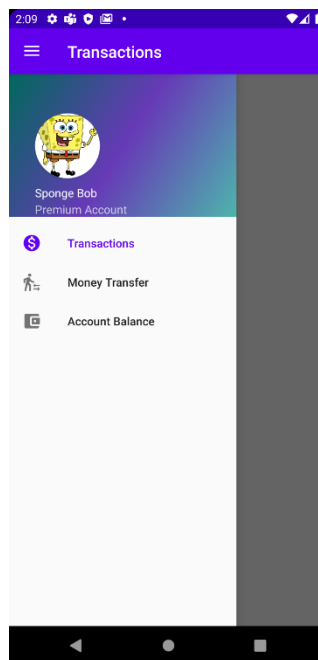 2:09
Transactions
Sponge Bob
Premium Account
Transactions
Money Transfer
Account Balance